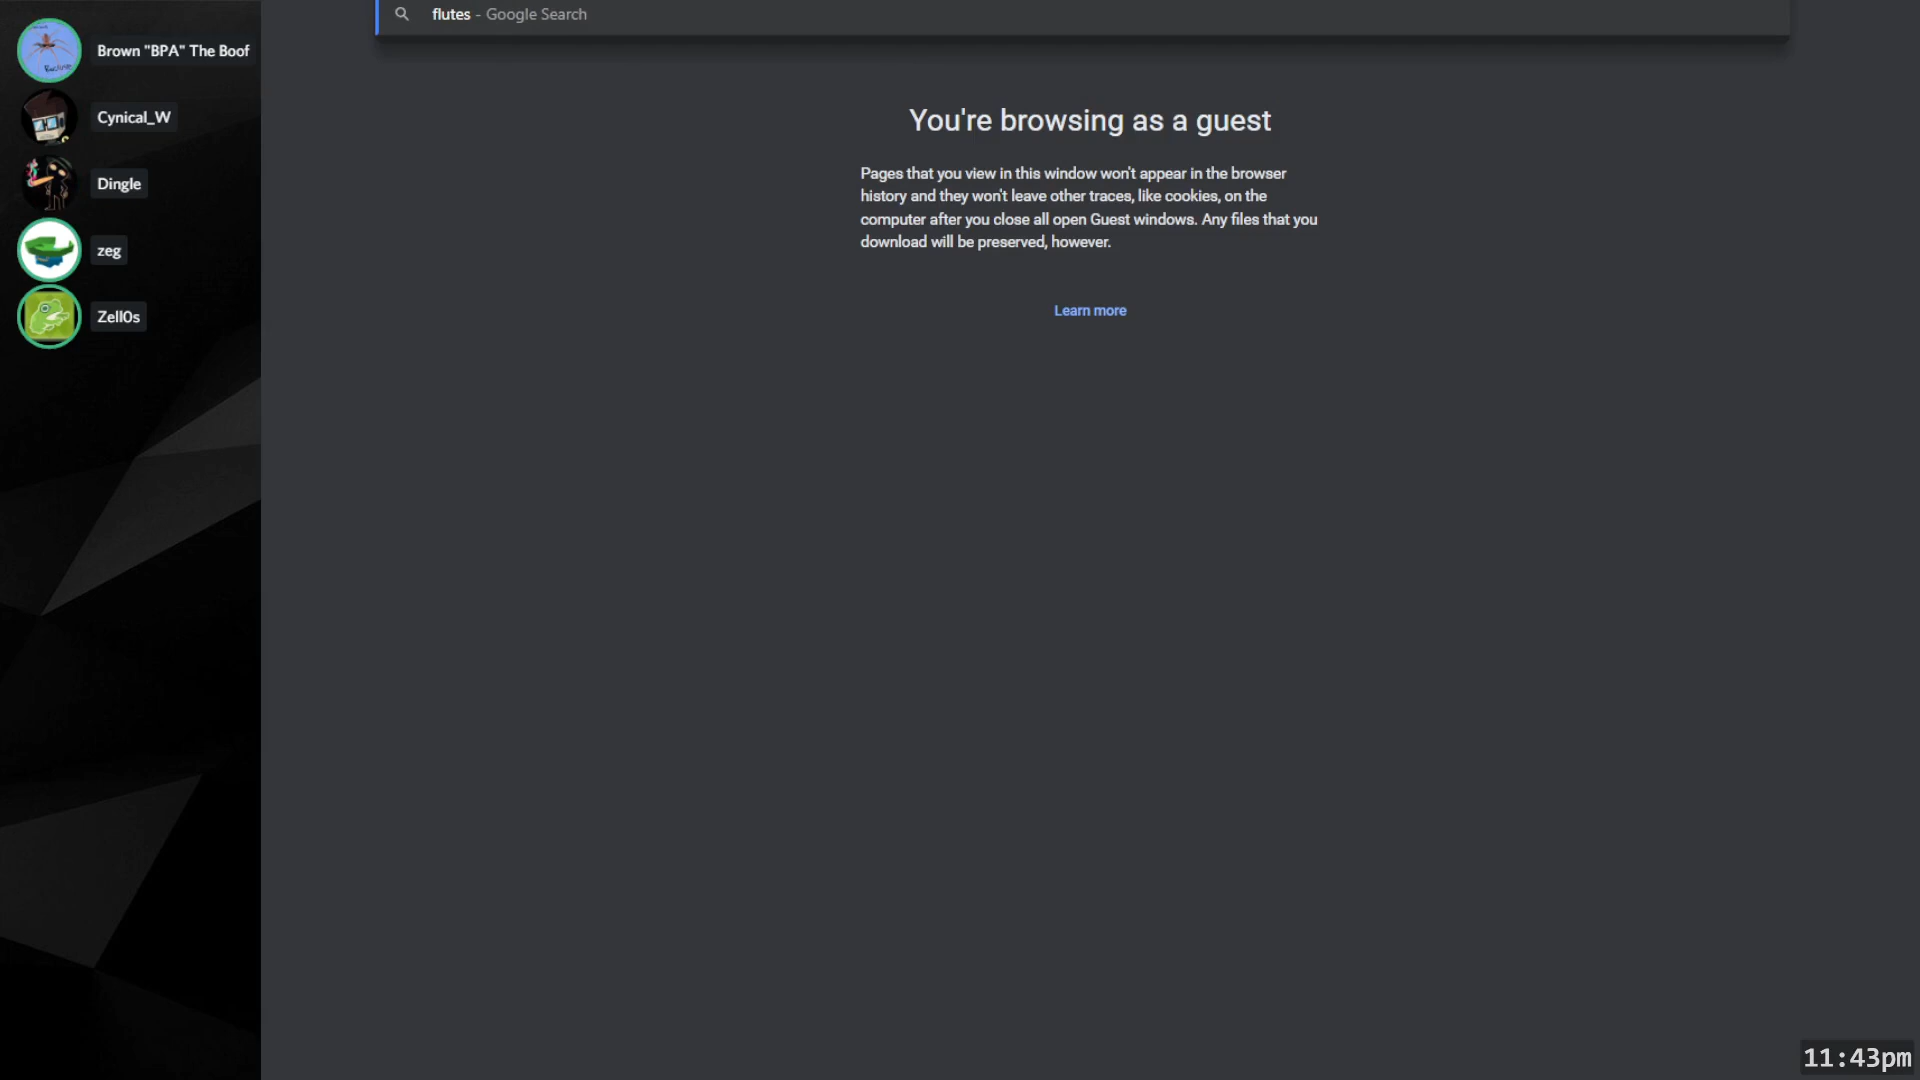 flutes - Google Search
Brown "BPA" The Boof
Cynical_W
Dingle
zeg
Zell0s
You're browsing as a guest
Pages that you view in this window won't appear in the browser
history and they won't leave other traces, like cookies, on the
computer after you close all open Guest windows. Any files that you
download will be preserved, however.
Learn more
11:43pm